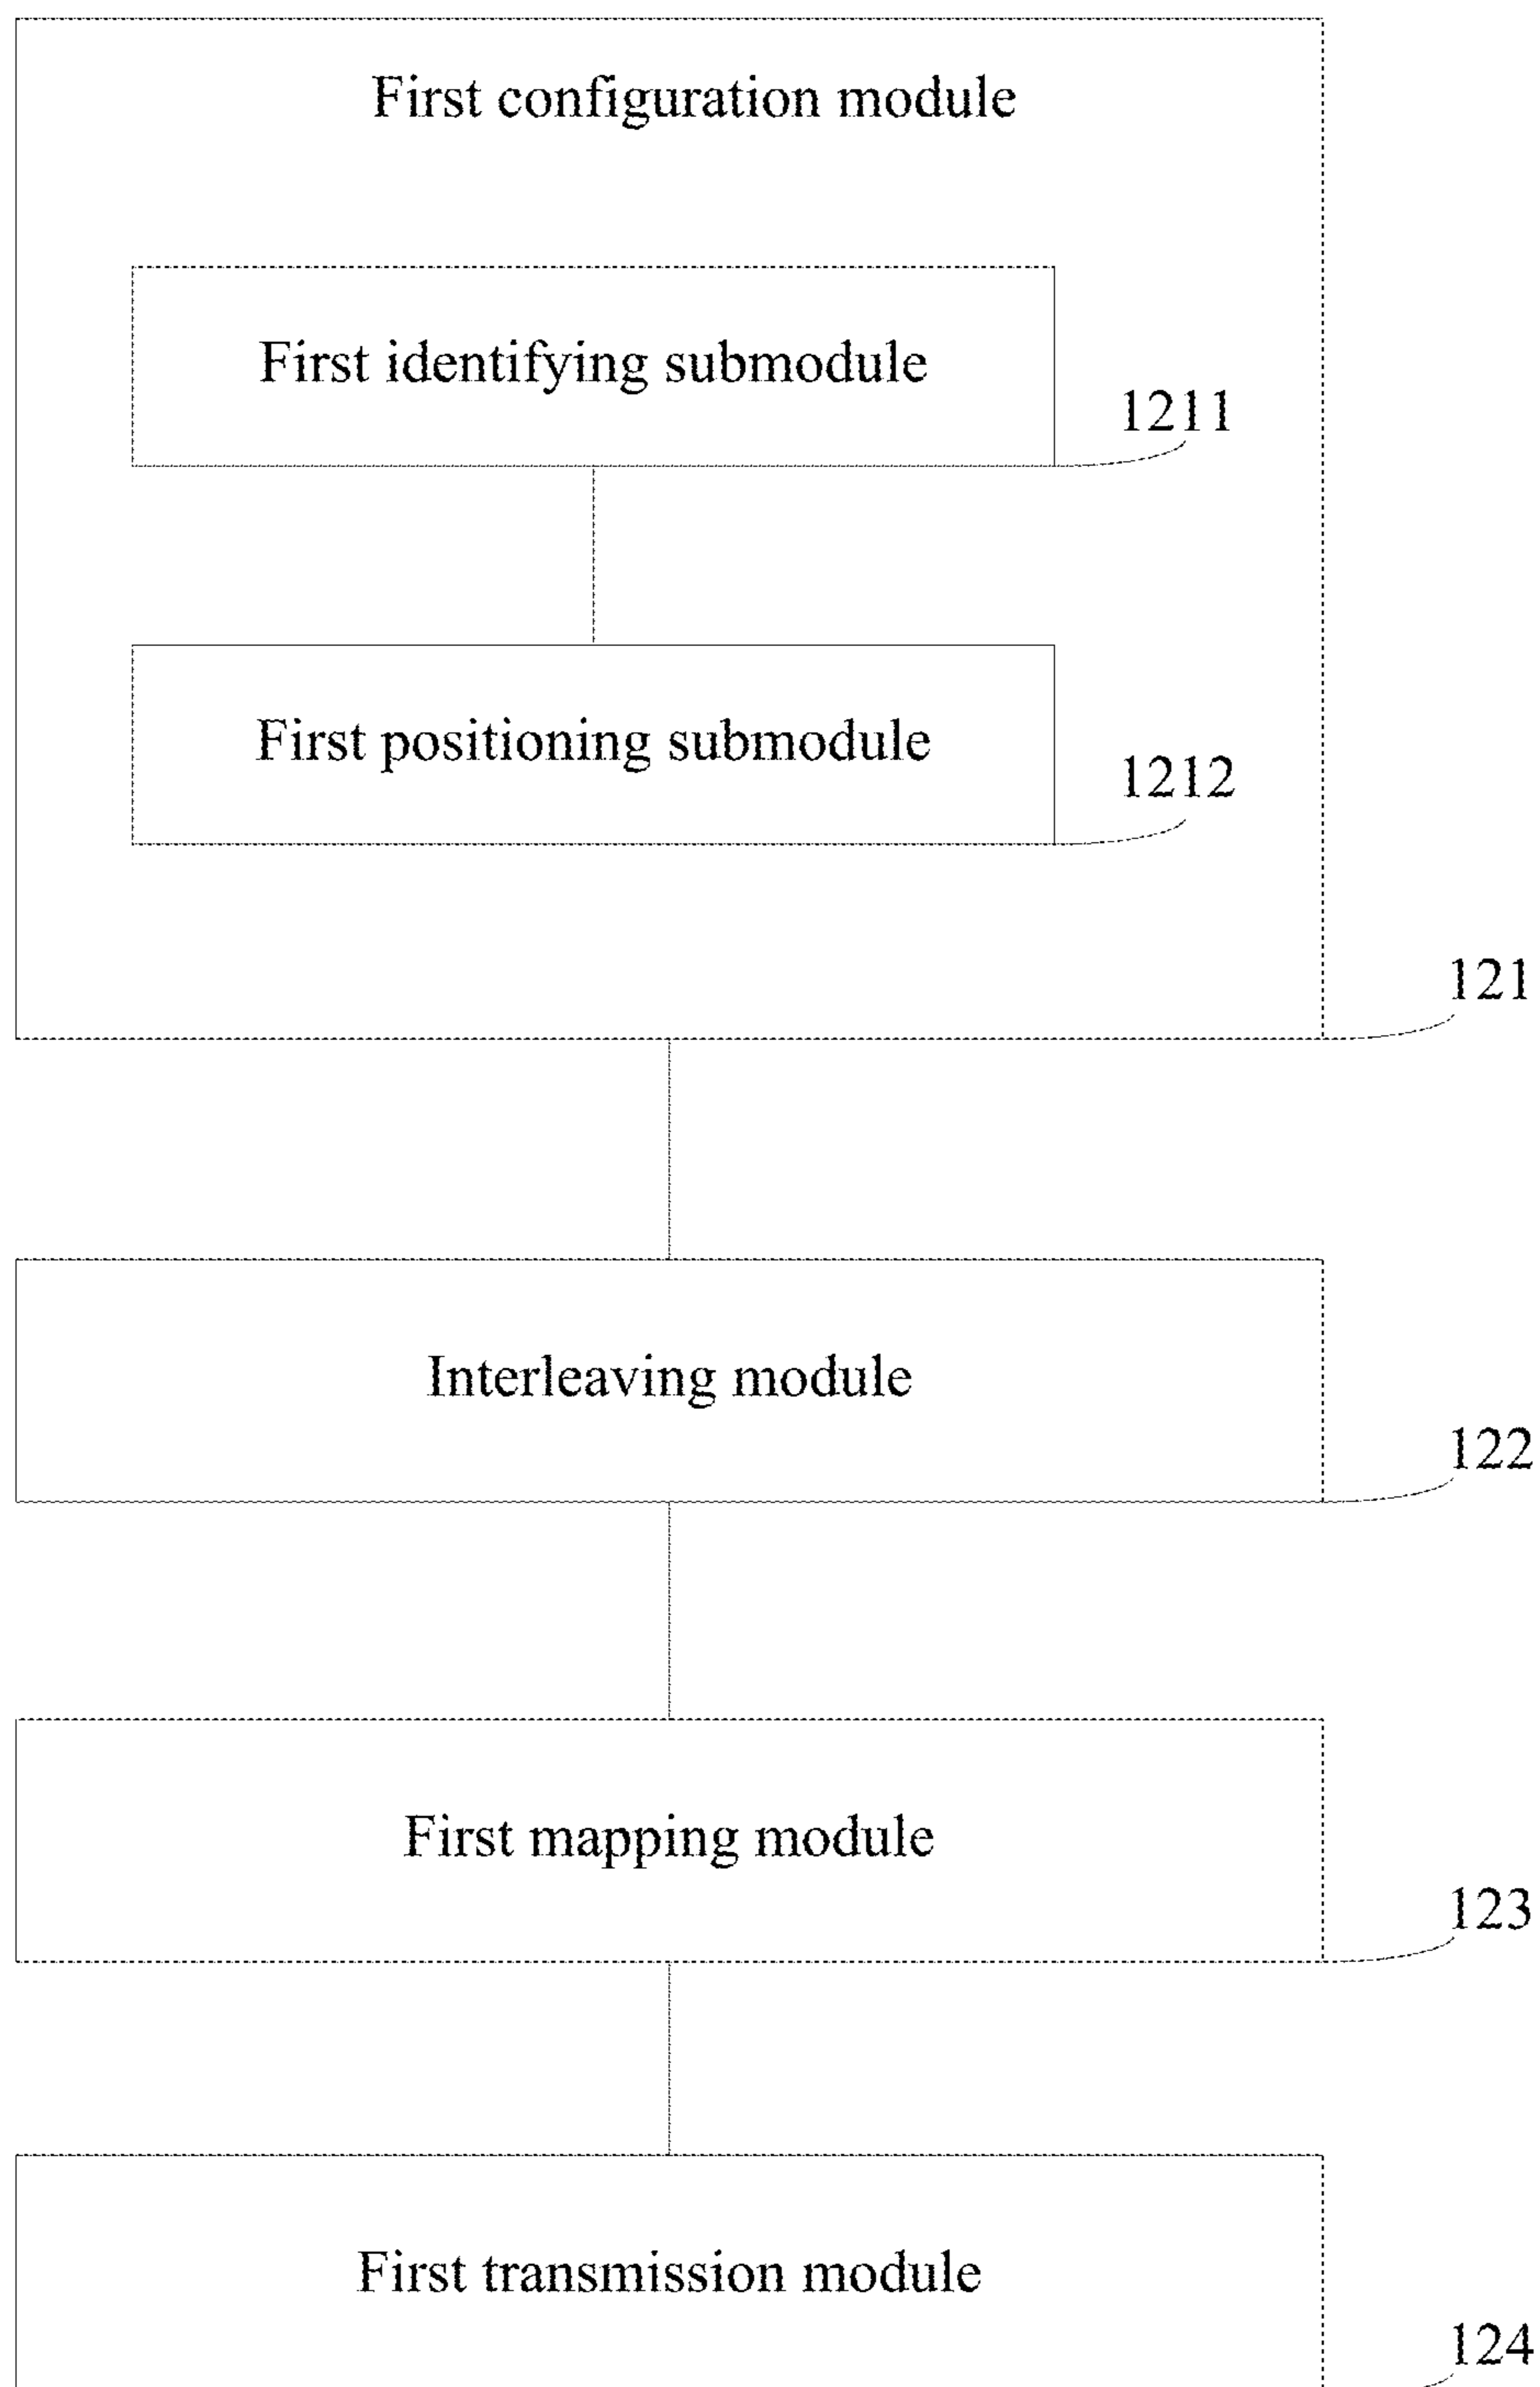 First configuration module
First identifying submodule
1211
First positioning submodule
1212
121
Interleaving module
122
First mapping module
123
First transmission module
124